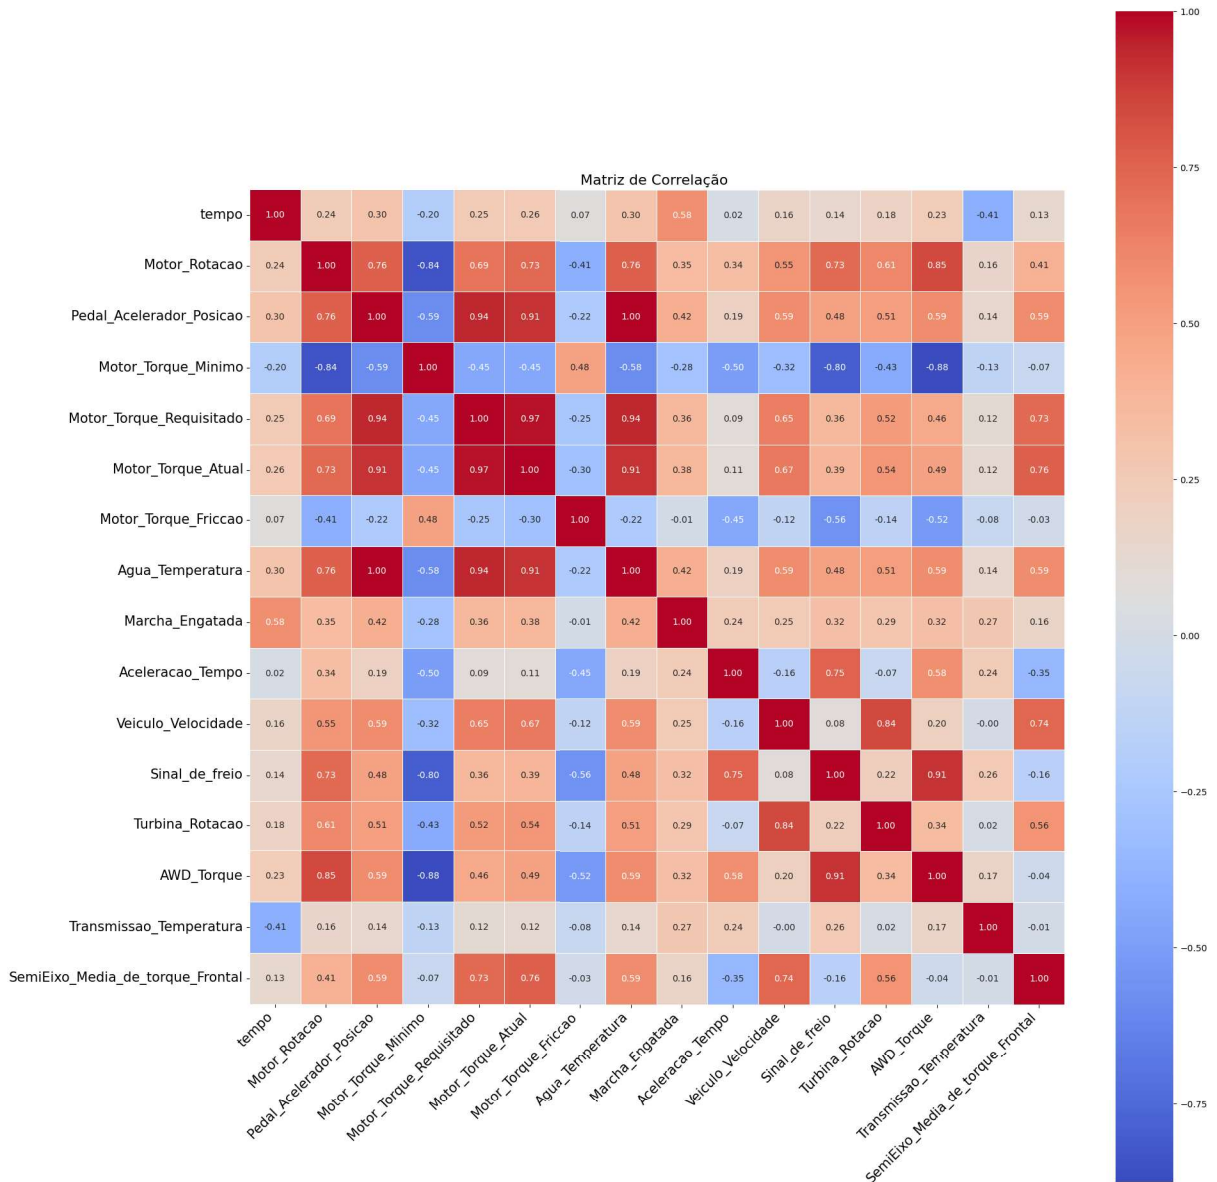 Matriz de Correlação
tempo 1.00 0.24 0.30 -0.20 0.25 0.26 0.07 0.30 0.58 0.02 0.16 0.14 0.18 0.23 -0.41 0.13
Motor_Rotacao 0.24 1.00 0.76 -0.84 0.69 0.73 -0.41 0.76 0.35 0.34 0.55 0.73 0.61 0.85 0.16 0.41
Pedal_Acelerador_Posicao 0.30 0.76 1.00 -0.59 0.94 0.91 -0.22 1.00 0.42 0.19 0.59 0.48 0.51 0.59 0.14 0.59
Motor_Torque_Minimo -0.20 -0.84 -0.59 1.00 -0.45 -0.45 0.48 -0.58 -0.28 -0.50 -0.32 -0.80 -0.43 -0.88 -0.13 -0.07
Motor_Torque_Requisitado 0.25 0.69 0.94 -0.45 1.00 0.97 -0.25 0.94 0.36 0.09 0.65 0.36 0.52 0.46 0.12 0.73
Motor_Torque_Atual 0.26 0.73 0.91 -0.45 0.97 1.00 -0.30 0.91 0.38 0.11 0.67 0.39 0.54 0.49 0.12 0.76
Motor_Torque_Friccao 0.07 -0.41 -0.22 0.48 -0.25 -0.30 1.00 -0.22 -0.01 -0.45 -0.12 -0.56 -0.14 -0.52 -0.08 -0.03
Agua_Temperatura 0.30 0.76 1.00 -0.58 0.94 0.91 -0.22 1.00 0.42 0.19 0.59 0.48 0.51 0.59 0.14 0.59
Marcha_Engatada 0.58 0.35 0.42 -0.28 0.36 0.38 -0.01 0.42 1.00 0.24 0.25 0.32 0.29 0.32 0.27 0.16
Aceleracao_Tempo 0.02 0.34 0.19 -0.50 0.09 0.11 -0.45 0.19 0.24 1.00 -0.16 0.75 -0.07 0.58 0.24 -0.35
Veiculo_Velocidade 0.16 0.55 0.59 -0.32 0.65 0.67 -0.12 0.59 0.25 -0.16 1.00 0.08 0.84 0.20 -0.00 0.74
Sinal_de_freio 0.14 0.73 0.48 -0.80 0.36 0.39 -0.56 0.48 0.32 0.75 0.08 1.00 0.22 0.91 0.26 -0.16
Turbina_Rotacao 0.18 0.61 0.51 -0.43 0.52 0.54 -0.14 0.51 0.29 -0.07 0.84 0.22 1.00 0.34 0.02 0.56
AWD_Torque 0.23 0.85 0.59 -0.88 0.46 0.49 -0.52 0.59 0.32 0.58 0.20 0.91 0.34 1.00 0.17 -0.04
Transmissao_Temperatura -0.41 0.16 0.14 -0.13 0.12 0.12 -0.08 0.14 0.27 0.24 -0.00 0.26 0.02 0.17 1.00 -0.01
SemiEixo_Media_de_torque_Frontal 0.13 0.41 0.59 -0.07 0.73 0.76 -0.03 0.59 0.16 -0.35 0.74 -0.16 0.56 -0.04 -0.01 1.00
tempo
Motor_Rotacao
Pedal_Acelerador_Posicao
Motor_Torque_Minimo
Motor_Torque_Requisitado
Motor_Torque_Atual
Motor_Torque_Friccao
Agua_Temperatura
Marcha_Engatada
Aceleracao_Tempo
Veiculo_Velocidade
Sinal_de_freio
Turbina_Rotacao
AWD_Torque
Transmissao_Temperatura
SemiEixo_Media_de_torque_Frontal
1.00
0.75
0.50
0.25
0.00
−0.25
−0.50
−0.75